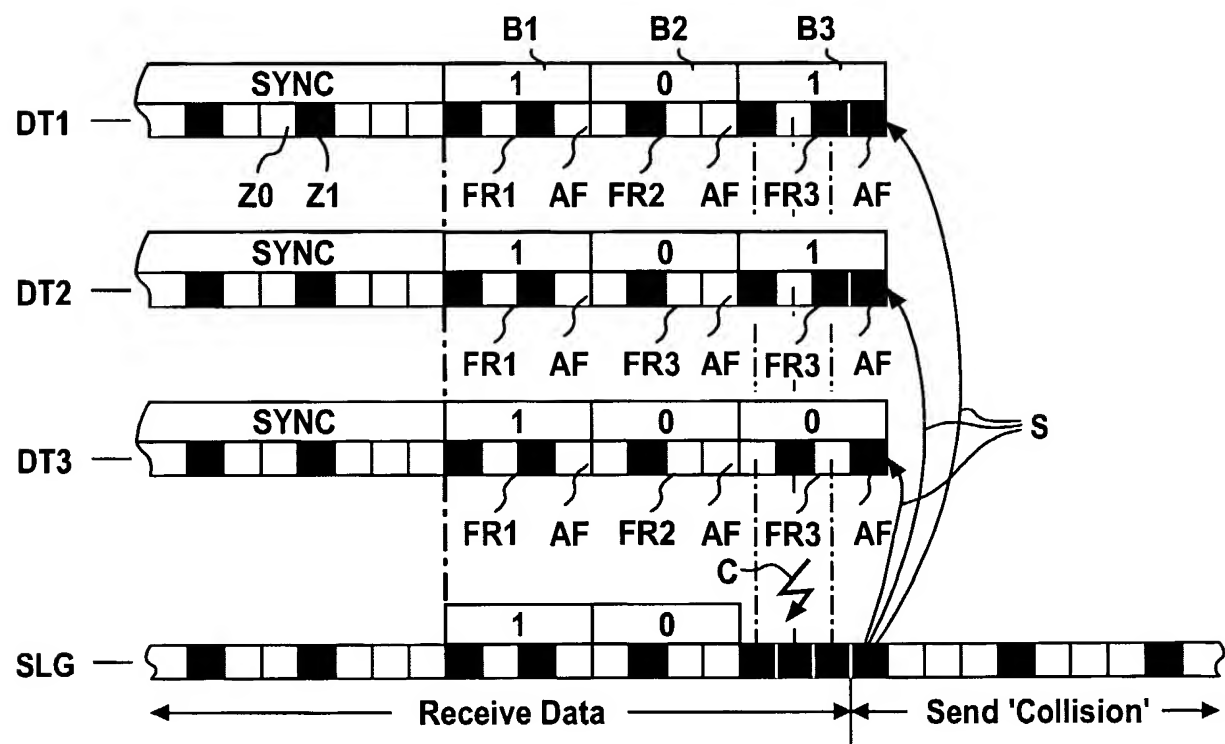 B1 B2 B3
SYNC 1 0 1
DT1
Z0 Z1 FR1 AF FR2 AF FR3 AF
SYNC 1 0 1
DT2
FR1 AF FR3 AF FR3 AF
S
SYNC 1 0 0
DT3
FR1 AF FR2 AF FR3 AF
C
1 0
SLG
Receive Data Send 'Collision'